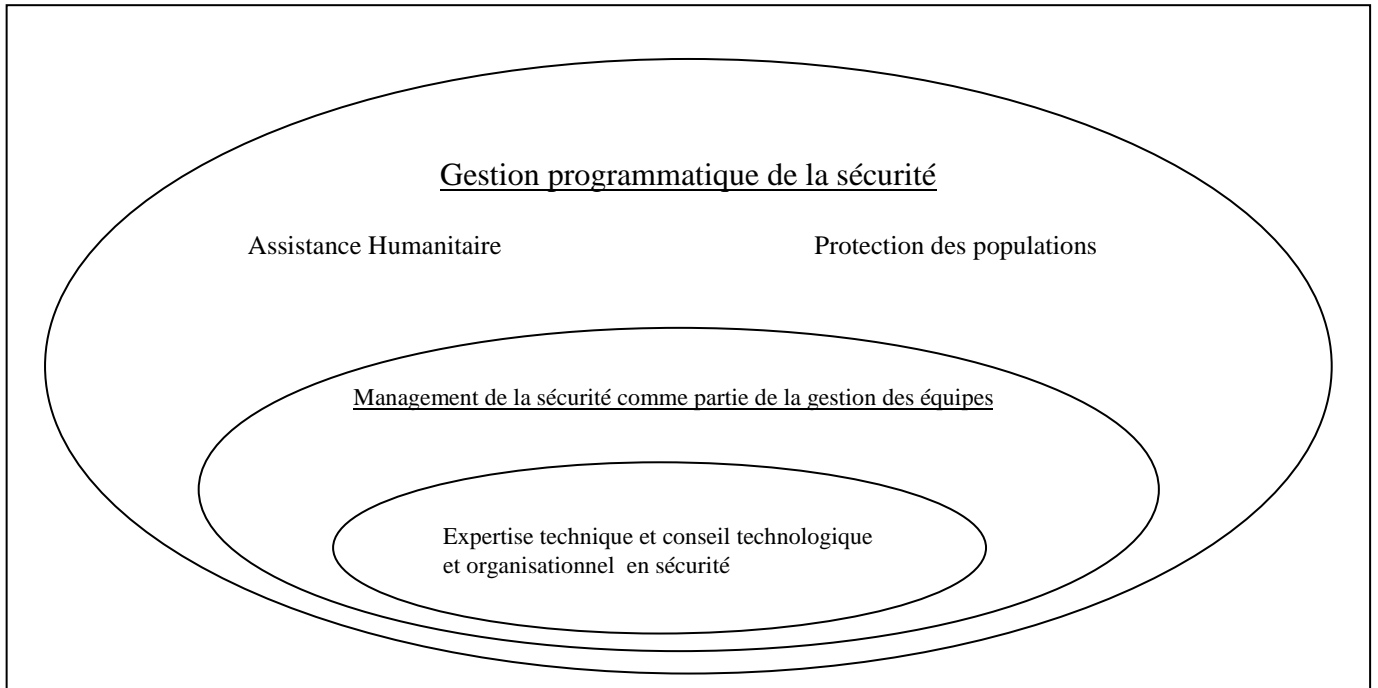 Gestion programmatique de la sécurité
Assistance Humanitaire
Protection des populations
Management de la sécurité comme partie de la gestion des équipes
Expertise technique et conseil technologique
et organisationnel en sécurité